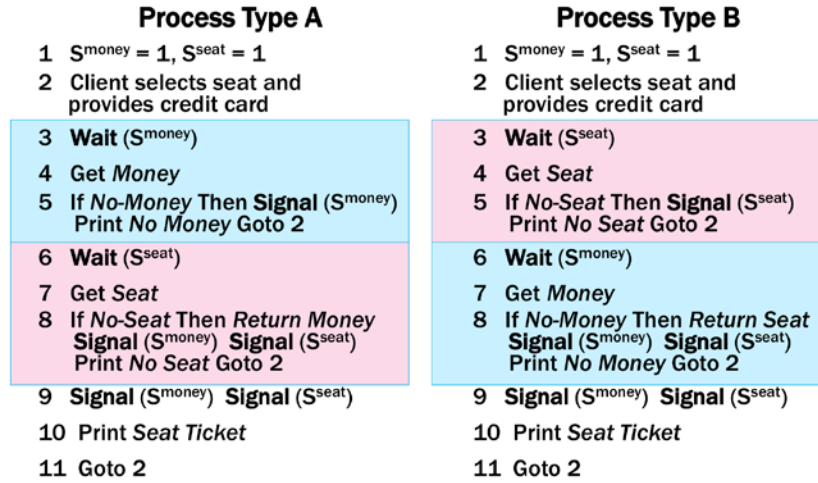 Process Type A
1 S^money = 1, S^seat = 1
2 Client selects seat and
provides credit card
3 Wait (S^money)
4 Get Money
5 If No-Money Then Signal (S^money)
Print No Money Goto 2
6 Wait (S^seat)
7 Get Seat
8 If No-Seat Then Return Money
Signal (S^money) Signal (S^seat)
Print No Seat Goto 2
9 Signal (S^money) Signal (S^seat)
10 Print Seat Ticket
11 Goto 2
Process Type B
1 S^money = 1, S^seat = 1
2 Client selects seat and
provides credit card
3 Wait (S^seat)
4 Get Seat
5 If No-Seat Then Signal (S^seat)
Print No Seat Goto 2
6 Wait (S^money)
7 Get Money
8 If No-Money Then Return Seat
Signal (S^money) Signal (S^seat)
Print No Money Goto 2
9 Signal (S^money) Signal (S^seat)
10 Print Seat Ticket
11 Goto 2